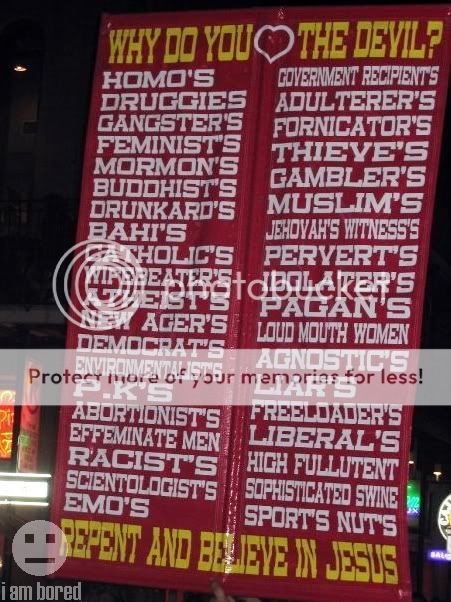 WHY DO YOU ♡ THE DEVIL?
HOMO'S
DRUGGIES
GANGSTER'S
FEMINIST'S
MORMON'S
BUDDHIST'S
DRUNKARD'S
BAHI'S
CATHOLIC'S
WIFEBEATER'S
NEW AGER'S
DEMOCRAT'S
ENVIRONMENTALIST'S
P.K'S
ABORTIONIST'S
EFFEMINATE MEN
RACIST'S
SCIENTOLOGIST'S
EMO'S
GOVERNMENT RECIPIENT'S
ADULTERER'S
FORNICATOR'S
THIEVE'S
GAMBLER'S
MUSLIM'S
JEHOVAH'S WITNESS'S
PERVERT'S
IDOLATER'S
PAGAN'S
LOUD MOUTH WOMEN
AGNOSTIC'S
LIAR'S
FREELOADER'S
LIBERAL'S
HIGH FULLUTENT
SOPHISTICATED SWINE
SPORT'S NUT'S
REPENT AND BELIEVE IN JESUS
photobucket
Protect more of your memories for less!
i am bored